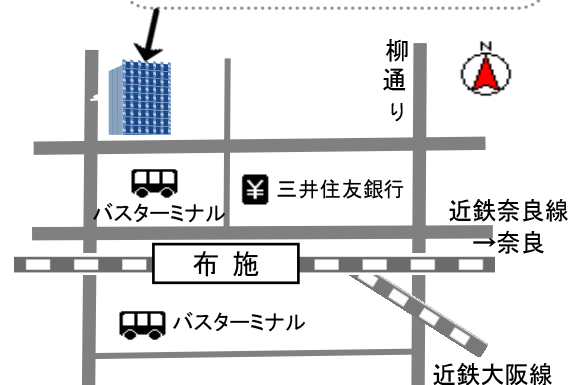 柳通り
N
¥ 三井住友銀行
バスターミナル
近鉄奈良線
→奈良
布施
バスターミナル
近鉄大阪線